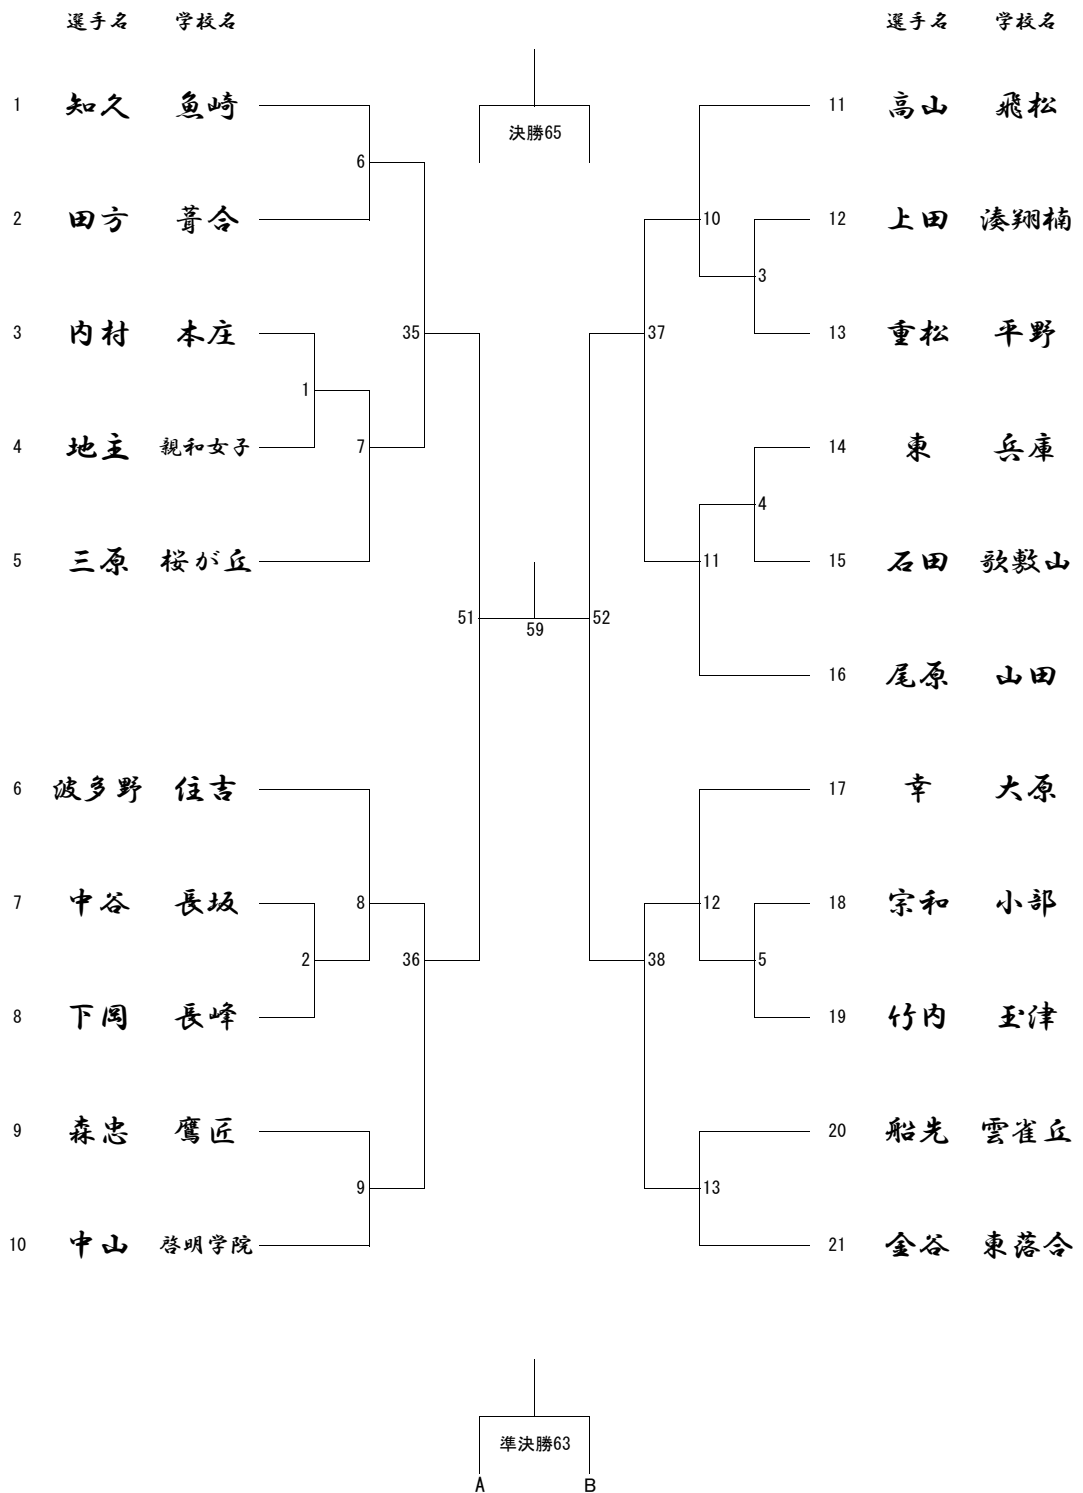 選手名 学校名 選手名 学校名
1 知久 魚崎 11 高山 飛松
決勝65
6
2 田方 葺合 10 12 上田 湊翔楠
3
3 内村 本庄 35 37 13 重松 平野
1
4 地主 親和女子 7 14 東 兵庫
4
5 三原 桜が丘 11 15 石田 歌敷山
51 59 52
16 尾原 山田
6 波多野 住吉 17 幸 大原
7 中谷 長坂 8 12 18 宗和 小部
2 36 38 5
8 下岡 長峰 19 竹内 玉津
9 森忠 鷹匠 20 船先 雲雀丘
9 13
10 中山 啓明学院 21 金谷 東落合
準決勝63
A B